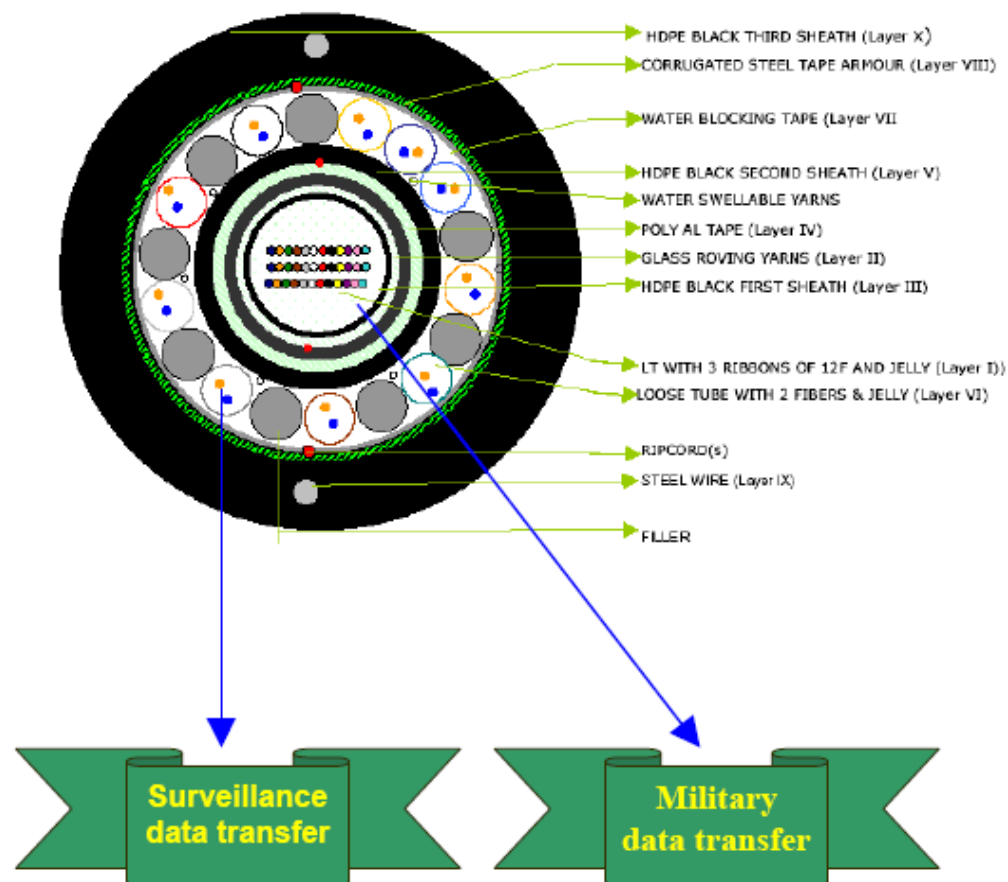 HDPE BLACK THIRD SHEATH (Layer X)
CORRUGATED STEEL TAPE ARMOUR (Layer VIII)
WATER BLOCKING TAPE (Layer VII
HDPE BLACK SECOND SHEATH (Layer V)
WATER SWELLABLE YARNS
POLY AL TAPE (Layer IV)
GLASS ROVING YARNS (Layer II)
HDPE BLACK FIRST SHEATH (Layer III)
LT WITH 3 RIBBONS OF 12F AND JELLY (Layer I))
LOOSE TUBE WITH 2 FIBERS & JELLY (Layer VI)
RIPCORD(s)
STEEL WIRE (Layer IX)
FILLER
Surveillance
data transfer
Military
data transfer